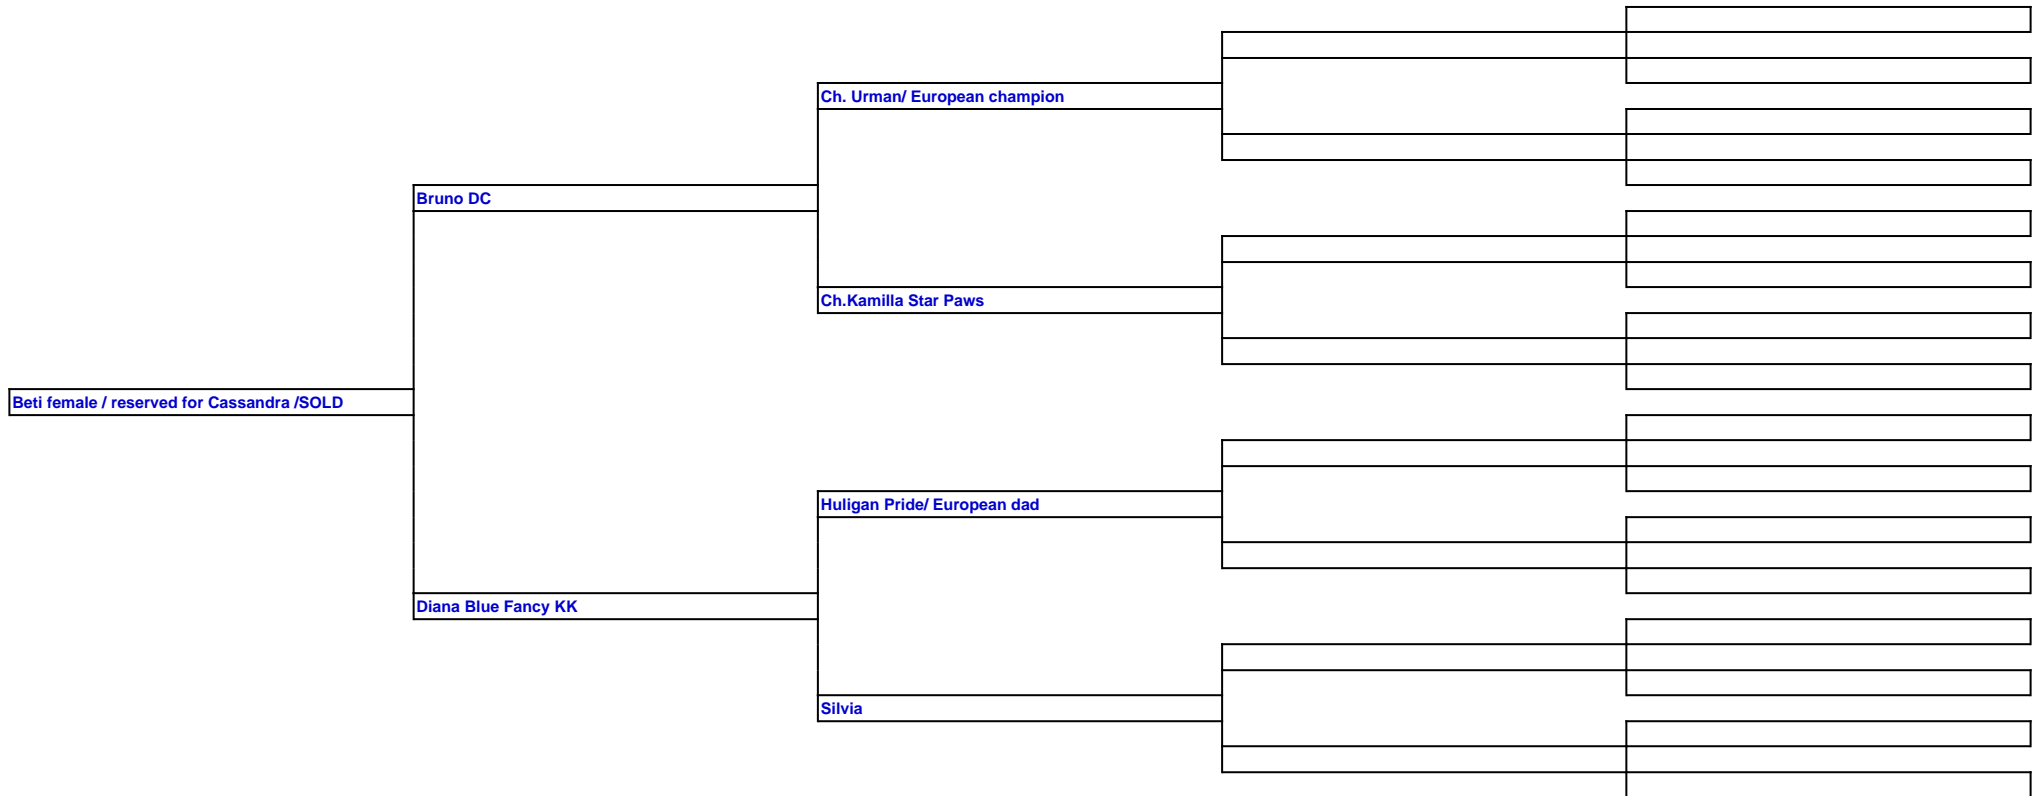 Ch. Urman/ European champion
Bruno DC
Ch.Kamilla Star Paws
Beti female / reserved for Cassandra /SOLD
Huligan Pride/ European dad
Diana Blue Fancy KK
Silvia